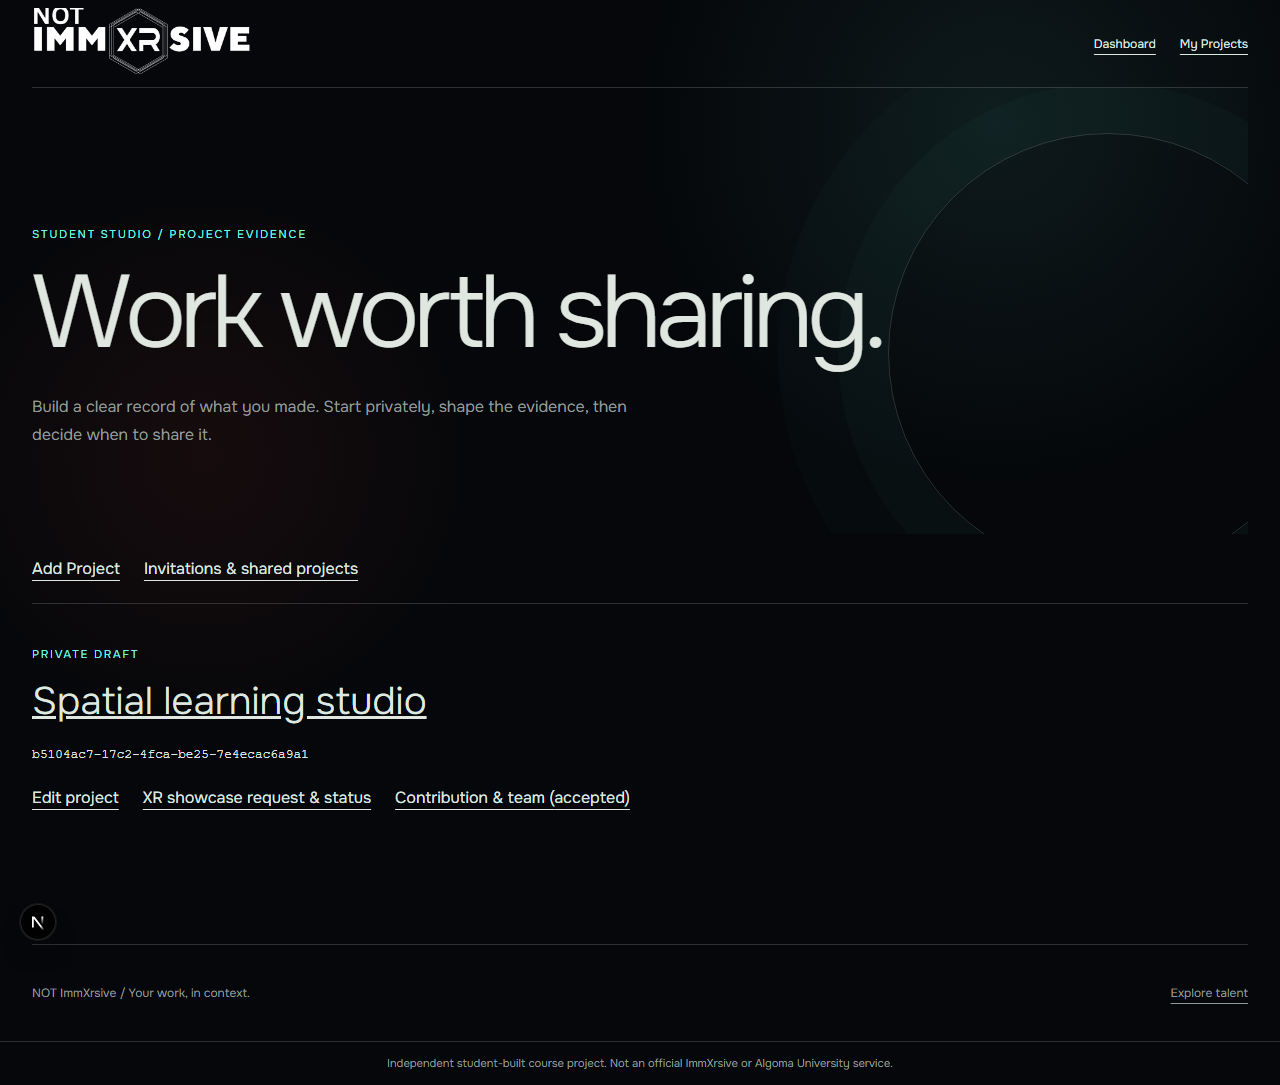 NOT
IMMXRSIVE
Dashboard
My Projects
STUDENT STUDIO / PROJECT EVIDENCE
Work worth sharing.
Build a clear record of what you made. Start privately, shape the evidence, then
decide when to share it.
Add Project
Invitations & shared projects
PRIVATE DRAFT
Spatial learning studio
b5104ac7-17c2-4fca-be25-7e4ecac6a9a1
Edit project
XR showcase request & status
Contribution & team (accepted)
N
NOT ImmXrsive / Your work, in context.
Explore talent
Independent student-built course project. Not an official ImmXrsive or Algoma University service.